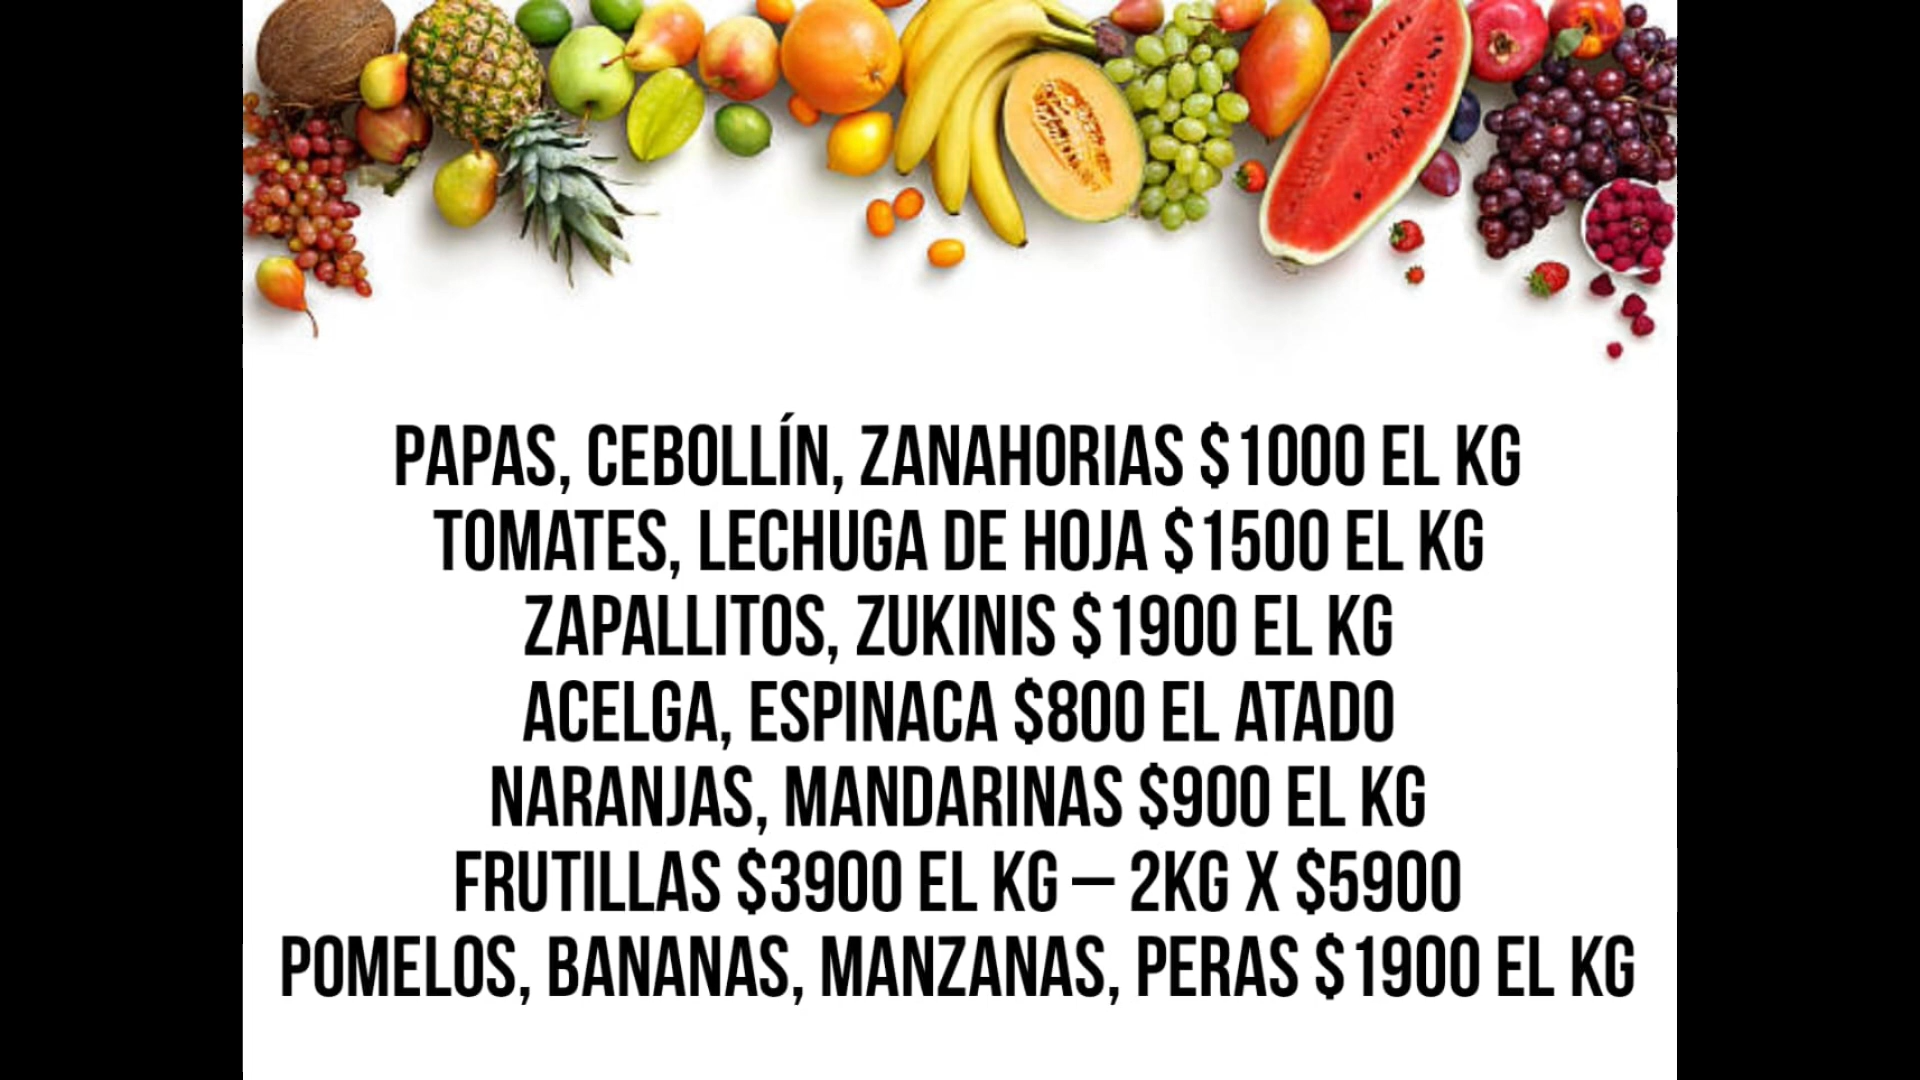 PAPAS, CEBOLLÍN, ZANAHORIAS $1000 EL KG
TOMATES, LECHUGA DE HOJA $1500 EL KG
ZAPALLITOS, ZUKINIS $1900 EL KG
ACELGA, ESPINACA $800 EL ATADO
NARANJAS, MANDARINAS $900 EL KG
FRUTILLAS $3900 EL KG – 2KG X $5900
POMELOS, BANANAS, MANZANAS, PERAS $1900 EL KG